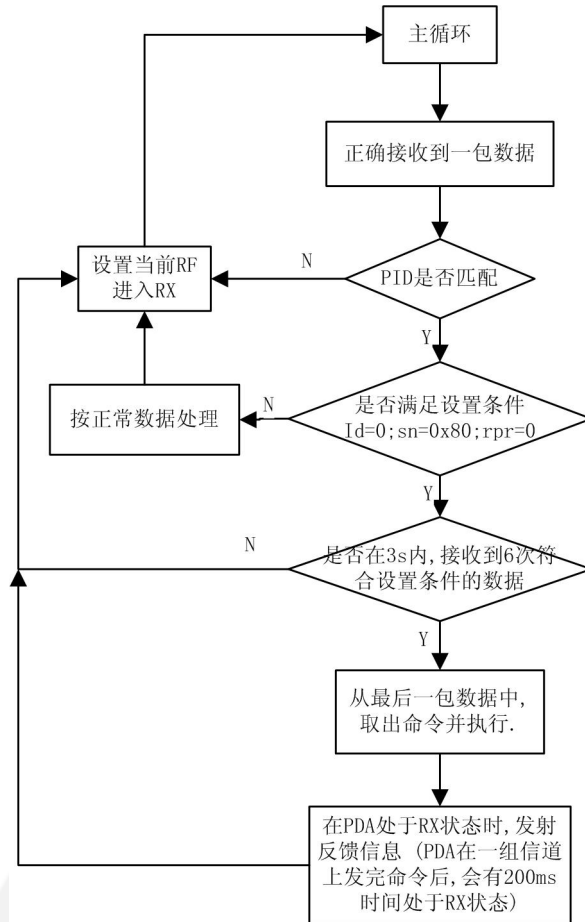 主循环
正确接收到一包数据
设置当前RF
进入RX
N
PID是否匹配
Y
按正常数据处理
N
是否满足设置条件
Id=0;sn=0x80;rpr=0
Y
N
是否在3s内,接收到6次符
合设置条件的数据
Y
从最后一包数据中,
取出命令并执行.
在PDA处于RX状态时,发射
反馈信息 (PDA在一组信道
上发完命令后,会有200ms
时间处于RX状态)